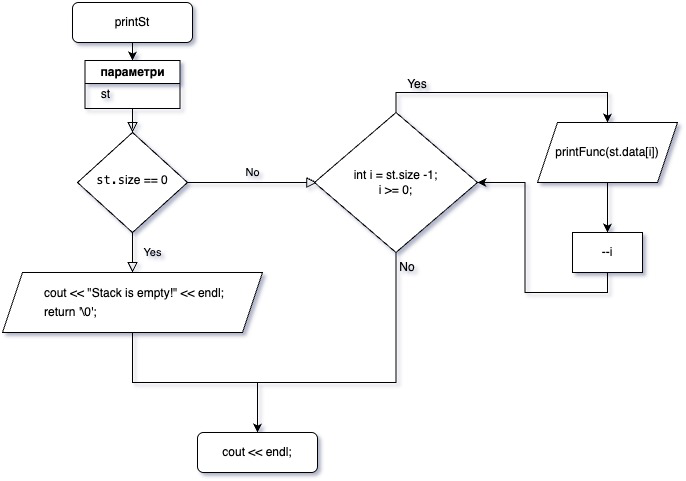 printSt
параметри
st
st.size == 0
No
Yes
cout << "Stack is empty!" << endl;
return '\0';
int i = st.size -1;
i >= 0;
Yes
No
printFunc(st.data[i])
--i
cout << endl;